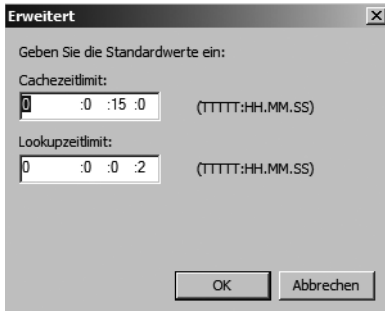 Erweitert
Geben Sie die Standardwerte ein:
Cachezeitlimit:
0 :0 :15 :0 (TTTTT:HH.MM.SS)
Lookupzeitlimit:
0 :0 :0 :2 (TTTTT:HH.MM.SS)
OK Abbrechen